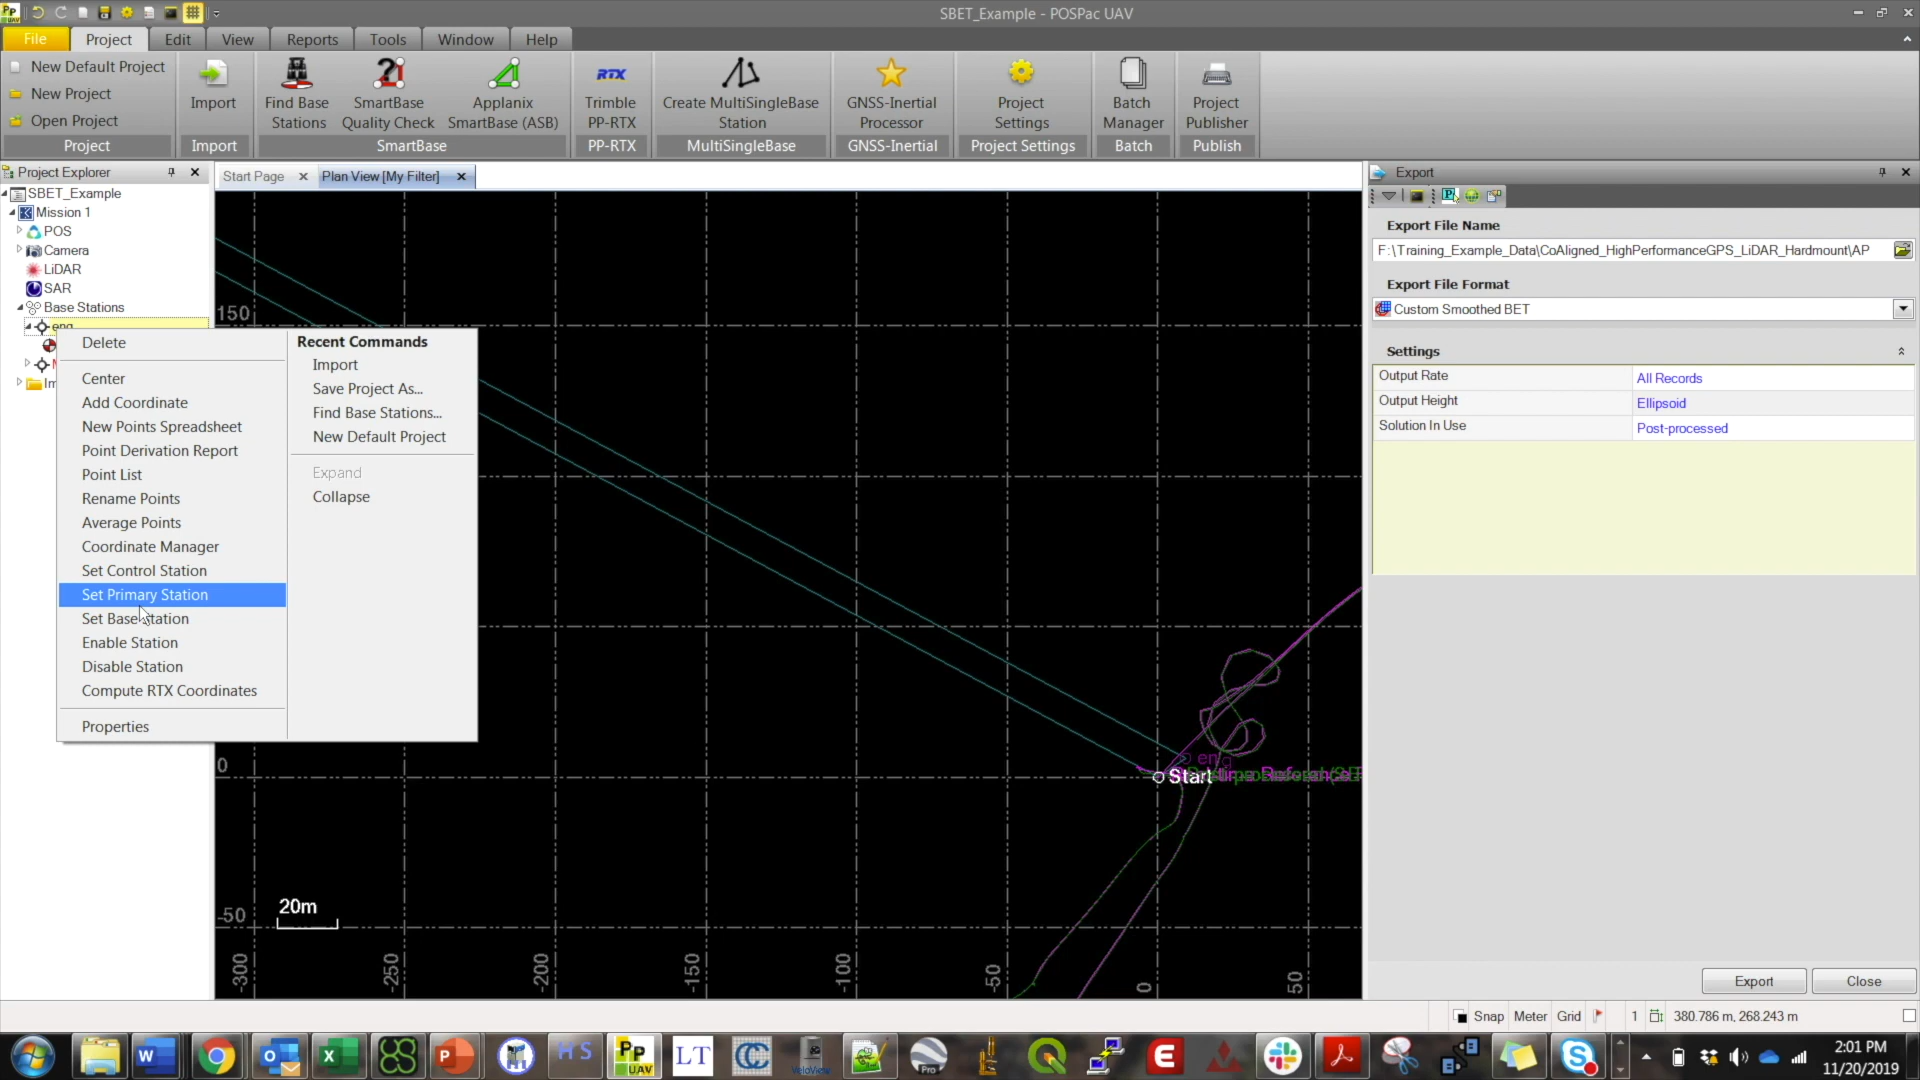 SBET_Example - POSPac UAV
File
Project
Edit
View
Reports
Tools
Window
Help
New Default Project
New Project
Open Project
Project
Import
Import
Find Base
Stations
SmartBase
Quality Check
Applanix
SmartBase (ASB)
SmartBase
RTX
Trimble
PP-RTX
PP-RTX
Create MultiSingleBase
Station
MultiSingleBase
GNSS-Inertial
Processor
GNSS-Inertial
Project
Settings
Project Settings
Batch
Manager
Batch
Project
Publisher
Publish
Project Explorer
SBET_Example
Mission 1
POS
Camera
LiDAR
SAR
Base Stations
eng
Start Page
Plan View [My Filter]
Delete
Center
Add Coordinate
New Points Spreadsheet
Point Derivation Report
Point List
Rename Points
Average Points
Coordinate Manager
Set Control Station
Set Primary Station
Set Base Station
Enable Station
Disable Station
Compute RTX Coordinates
Properties
Recent Commands
Import
Save Project As...
Find Base Stations...
New Default Project
Expand
Collapse
150
0
-50
20m
-300
-250
-200
-150
-100
-50
0
50
eng
Start
Export
Export File Name
F:\Training_Example_Data\CoAligned_HighPerformanceGPS_LiDAR_Hardmount\AP
Export File Format
Custom Smoothed BET
Settings
Output Rate
All Records
Output Height
Ellipsoid
Solution In Use
Post-processed
Export
Close
Snap
Meter
Grid
1
380.786 m, 268.243 m
HS
Pp
UAV
LT
Pro
2:01 PM
11/20/2019